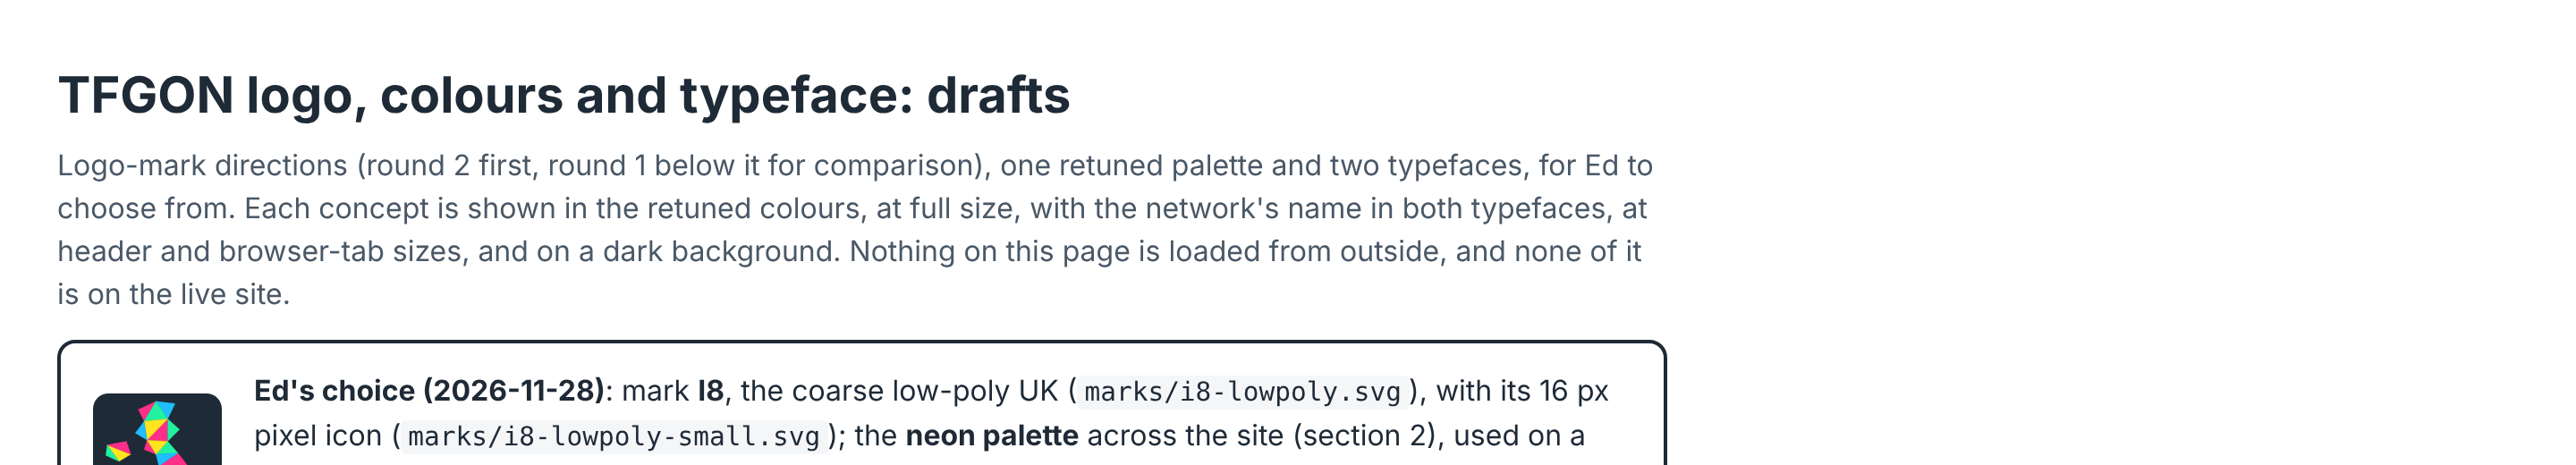 TFGON logo, colours and typeface: drafts
Logo-mark directions (round 2 first, round 1 below it for comparison), one retuned palette and two typefaces, for Ed to
choose from. Each concept is shown in the retuned colours, at full size, with the network's name in both typefaces, at
header and browser-tab sizes, and on a dark background. Nothing on this page is loaded from outside, and none of it
is on the live site.
Ed's choice (2026-11-28): mark I8, the coarse low-poly UK (marks/i8-lowpoly.svg), with its 16 px
pixel icon (marks/i8-lowpoly-small.svg); the neon palette across the site (section 2), used on a